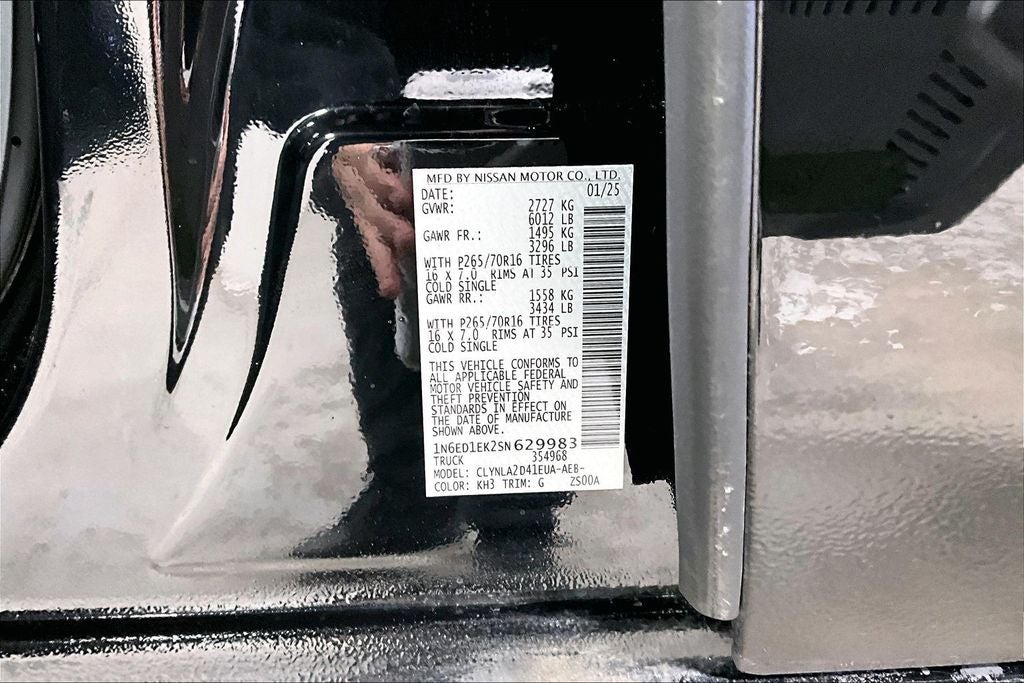 MFD BY NISSAN MOTOR CO., LTD.
DATE: 01/25
GVWR: 2727 KG
6012 LB
GAWR FR.: 1495 KG
3296 LB
WITH P265/70R16 TIRES
16 X 7.0 RIMS AT 35 PSI
COLD SINGLE
GAWR RR.: 1558 KG
3434 LB
WITH P265/70R16 TIRES
16 X 7.0 RIMS AT 35 PSI
COLD SINGLE
THIS VEHICLE CONFORMS TO
ALL APPLICABLE FEDERAL
MOTOR VEHICLE SAFETY AND
THEFT PREVENTION
STANDARDS IN EFFECT ON
THE DATE OF MANUFACTURE
SHOWN ABOVE.
1N6ED1EK2SN629983
TRUCK 354968
MODEL: CLYNLA2D41EUA-AEB-
COLOR: KH3 TRIM: G ZS00A